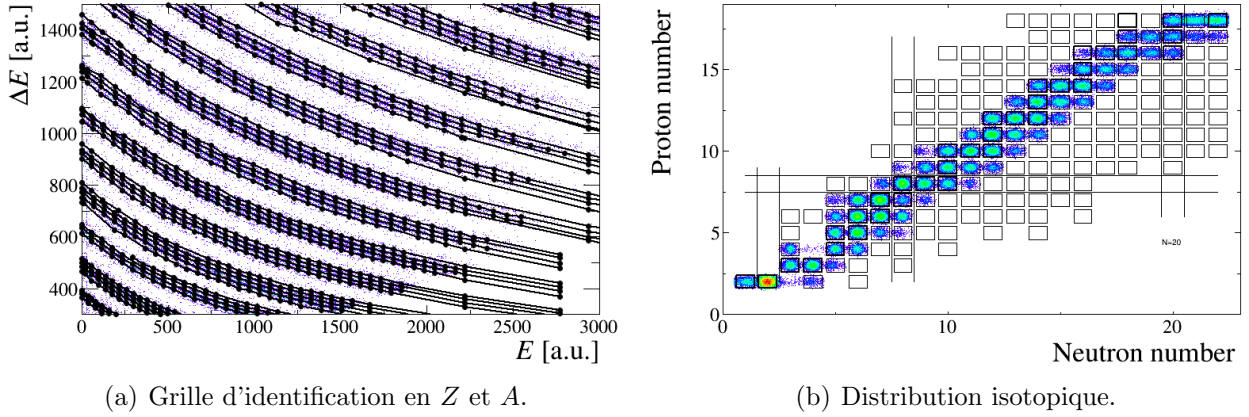 ΔE [a.u.]
1400
1200
1000
800
600
400
0 500 1000 1500 2000 2500 3000
E [a.u.]
(a) Grille d'identification en Z et A.
Proton number
15
10
5
0
0 10 20
N=20
Neutron number
(b) Distribution isotopique.